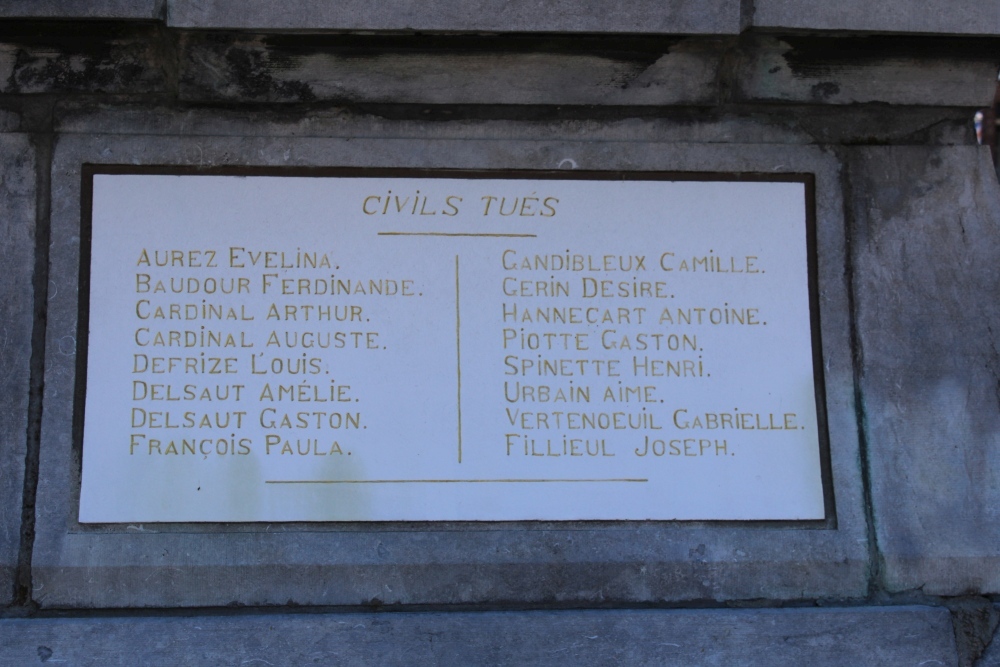 CIVILS TUÉS
AUREZ EVELINA.
BAUDOUR FERDINANDE.
CARDINAL ARTHUR.
CARDINAL AUGUSTE.
DEFRIZE LOUIS.
DELSAUT AMÉLIE.
DELSAUT GASTON.
FRANÇOIS PAULA.
GANDIBLEUX CAMILLE.
GERIN DESIRE.
HANNEÇART ANTOINE.
PIOTTE GASTON.
SPINETTE HENRI.
URBAIN AIME.
VERTENOEUIL GABRIELLE.
FILLIEUL JOSEPH.